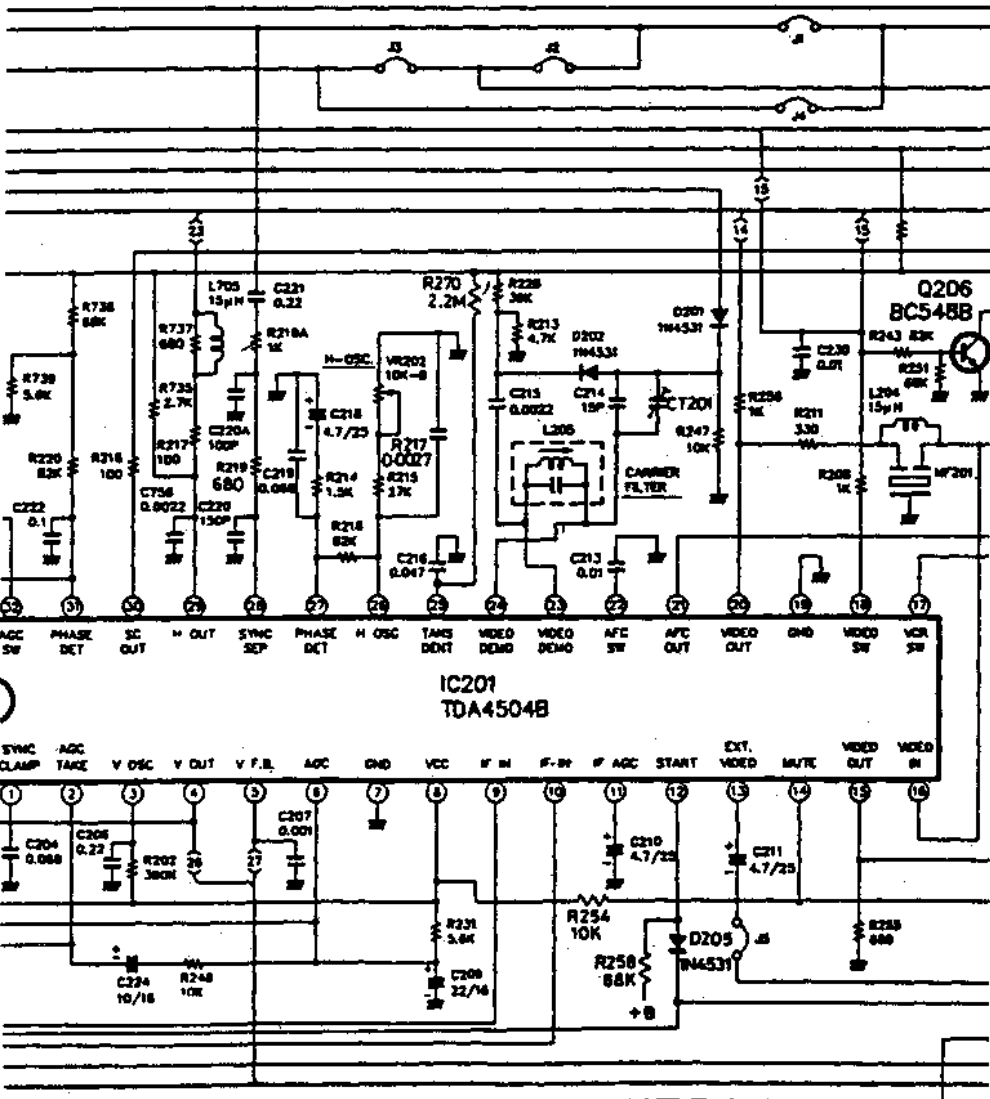 J3
J2
J4
15
23
14
15
R270
2.2M
R226
39K
L705
15μH
C221
0.22
R736
68K
R737
680
R219A
1K
R213
4.7K
D201
1N4531
Q206
BC548B
H-OSC.
VR202
10K-B
D202
1N4531
C230
0.01
R243 82K
R251
68K
R739
5.6K
R735
2.7K
C220A
100P
C218
4.7/25
C215
0.0022
C214
15P
CT201
R256
1K
L204
15μH
R217
100
R217
0.0027
L205
R247
10K
R211
330
R220
82K
R216
100
R219
680
C219
0.068
R214
1.5K
R215
27K
CARRIER
FILTER
R208
1K
MF201
C222
0.1
C756
0.0022
C220
150P
R218
82K
C216
0.047
C213
0.01
32 31 30 29 28 27 26 25 24 23 22 21 20 19 18 17
AGC
SW
PHASE
DET
SC
OUT
H OUT
SYNC
SEP
PHASE
DET
H OSC
TANS
DENT
VIDEO
DEMO
VIDEO
DEMO
AFC
SW
AFC
OUT
VIDEO
OUT
GND
VIDEO
SW
VCR
SW
IC201
TDA4504B
SYNC
CLAMP
AGC
TAKE
V OSC
V OUT
V F.B.
AGC
GND
VCC
IF IN
IF-IN
IF AGC
START
EXT.
VIDEO
MUTE
VIDEO
OUT
VIDEO
IN
1 2 3 4 5 6 7 8 9 10 11 12 13 14 15 16
C204
0.068
C206
0.22
R202
390K
26
27
C207
0.001
C210
4.7/25
C211
4.7/25
R254
10K
R231
5.6K
D205
1N4531
J5
R255
680
C224
10/16
R248
10K
C209
22/16
R258
68K
+B